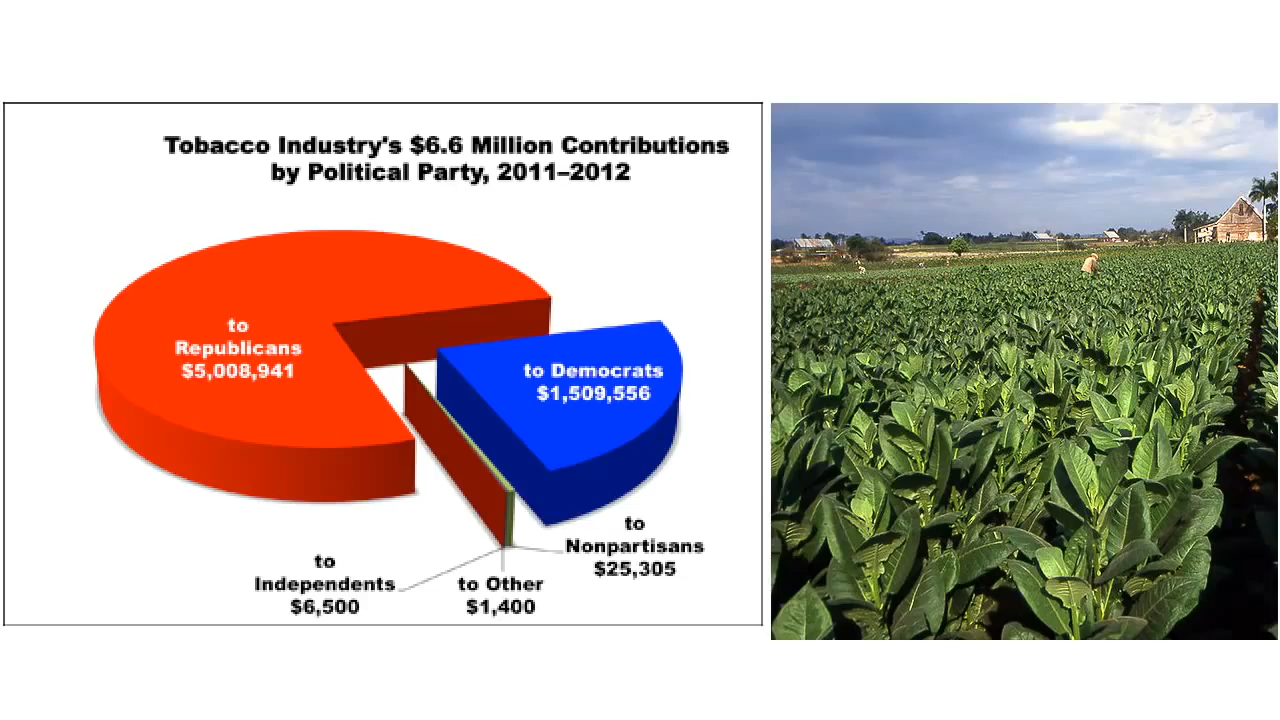 Tobacco Industry's $6.6 Million Contributions
by Political Party, 2011–2012
to
Republicans
$5,008,941
to Democrats
$1,509,556
to
Nonpartisans
$25,305
to
Independents
$6,500
to Other
$1,400